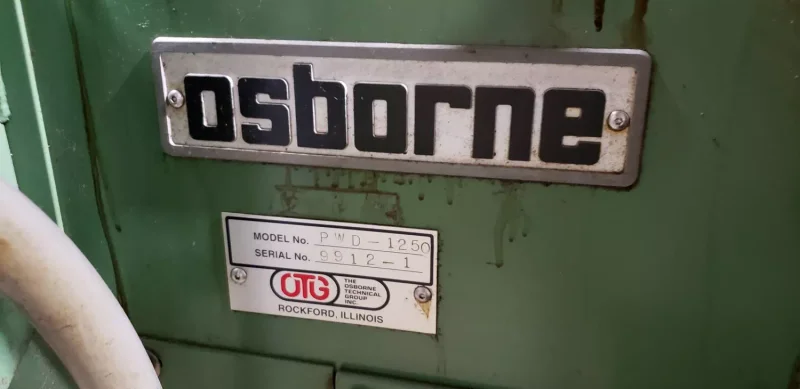 osborne
MODEL No. PWD-1250
SERIAL No. 9912-1
OTG
THE
OSBORNE
TECHNICAL
GROUP
INC.
ROCKFORD, ILLINOIS